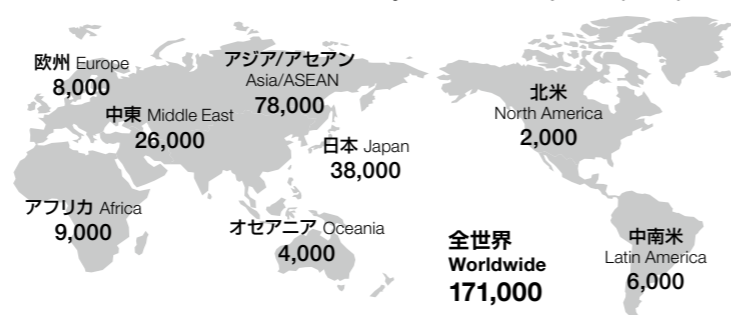 欧州 Europe
8,000
アジア/アセアン
Asia/ASEAN
78,000
中東 Middle East
26,000
日本 Japan
38,000
北米
North America
2,000
アフリカ Africa
9,000
オセアニア Oceania
4,000
全世界
Worldwide
171,000
中南米
Latin America
6,000